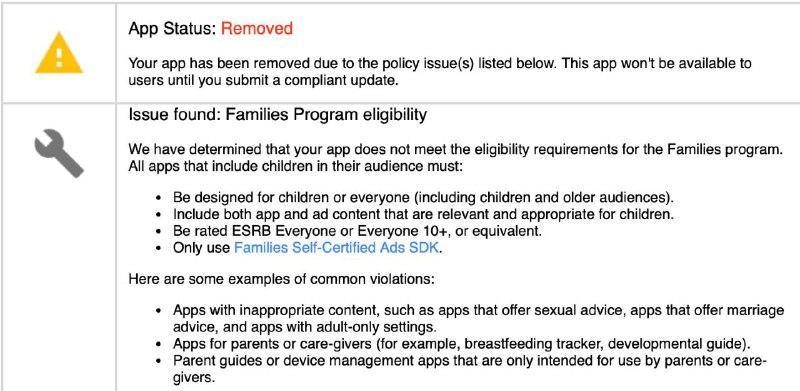 App Status: Removed
Your app has been removed due to the policy issue(s) listed below. This app won't be available to
users until you submit a compliant update.
Issue found: Families Program eligibility
We have determined that your app does not meet the eligibility requirements for the Families program.
All apps that include children in their audience must:
• Be designed for children or everyone (including children and older audiences).
• Include both app and ad content that are relevant and appropriate for children.
• Be rated ESRB Everyone or Everyone 10+, or equivalent.
• Only use Families Self-Certified Ads SDK.
Here are some examples of common violations:
• Apps with inappropriate content, such as apps that offer sexual advice, apps that offer marriage
advice, and apps with adult-only settings.
• Apps for parents or care-givers (for example, breastfeeding tracker, developmental guide).
• Parent guides or device management apps that are only intended for use by parents or care-
givers.